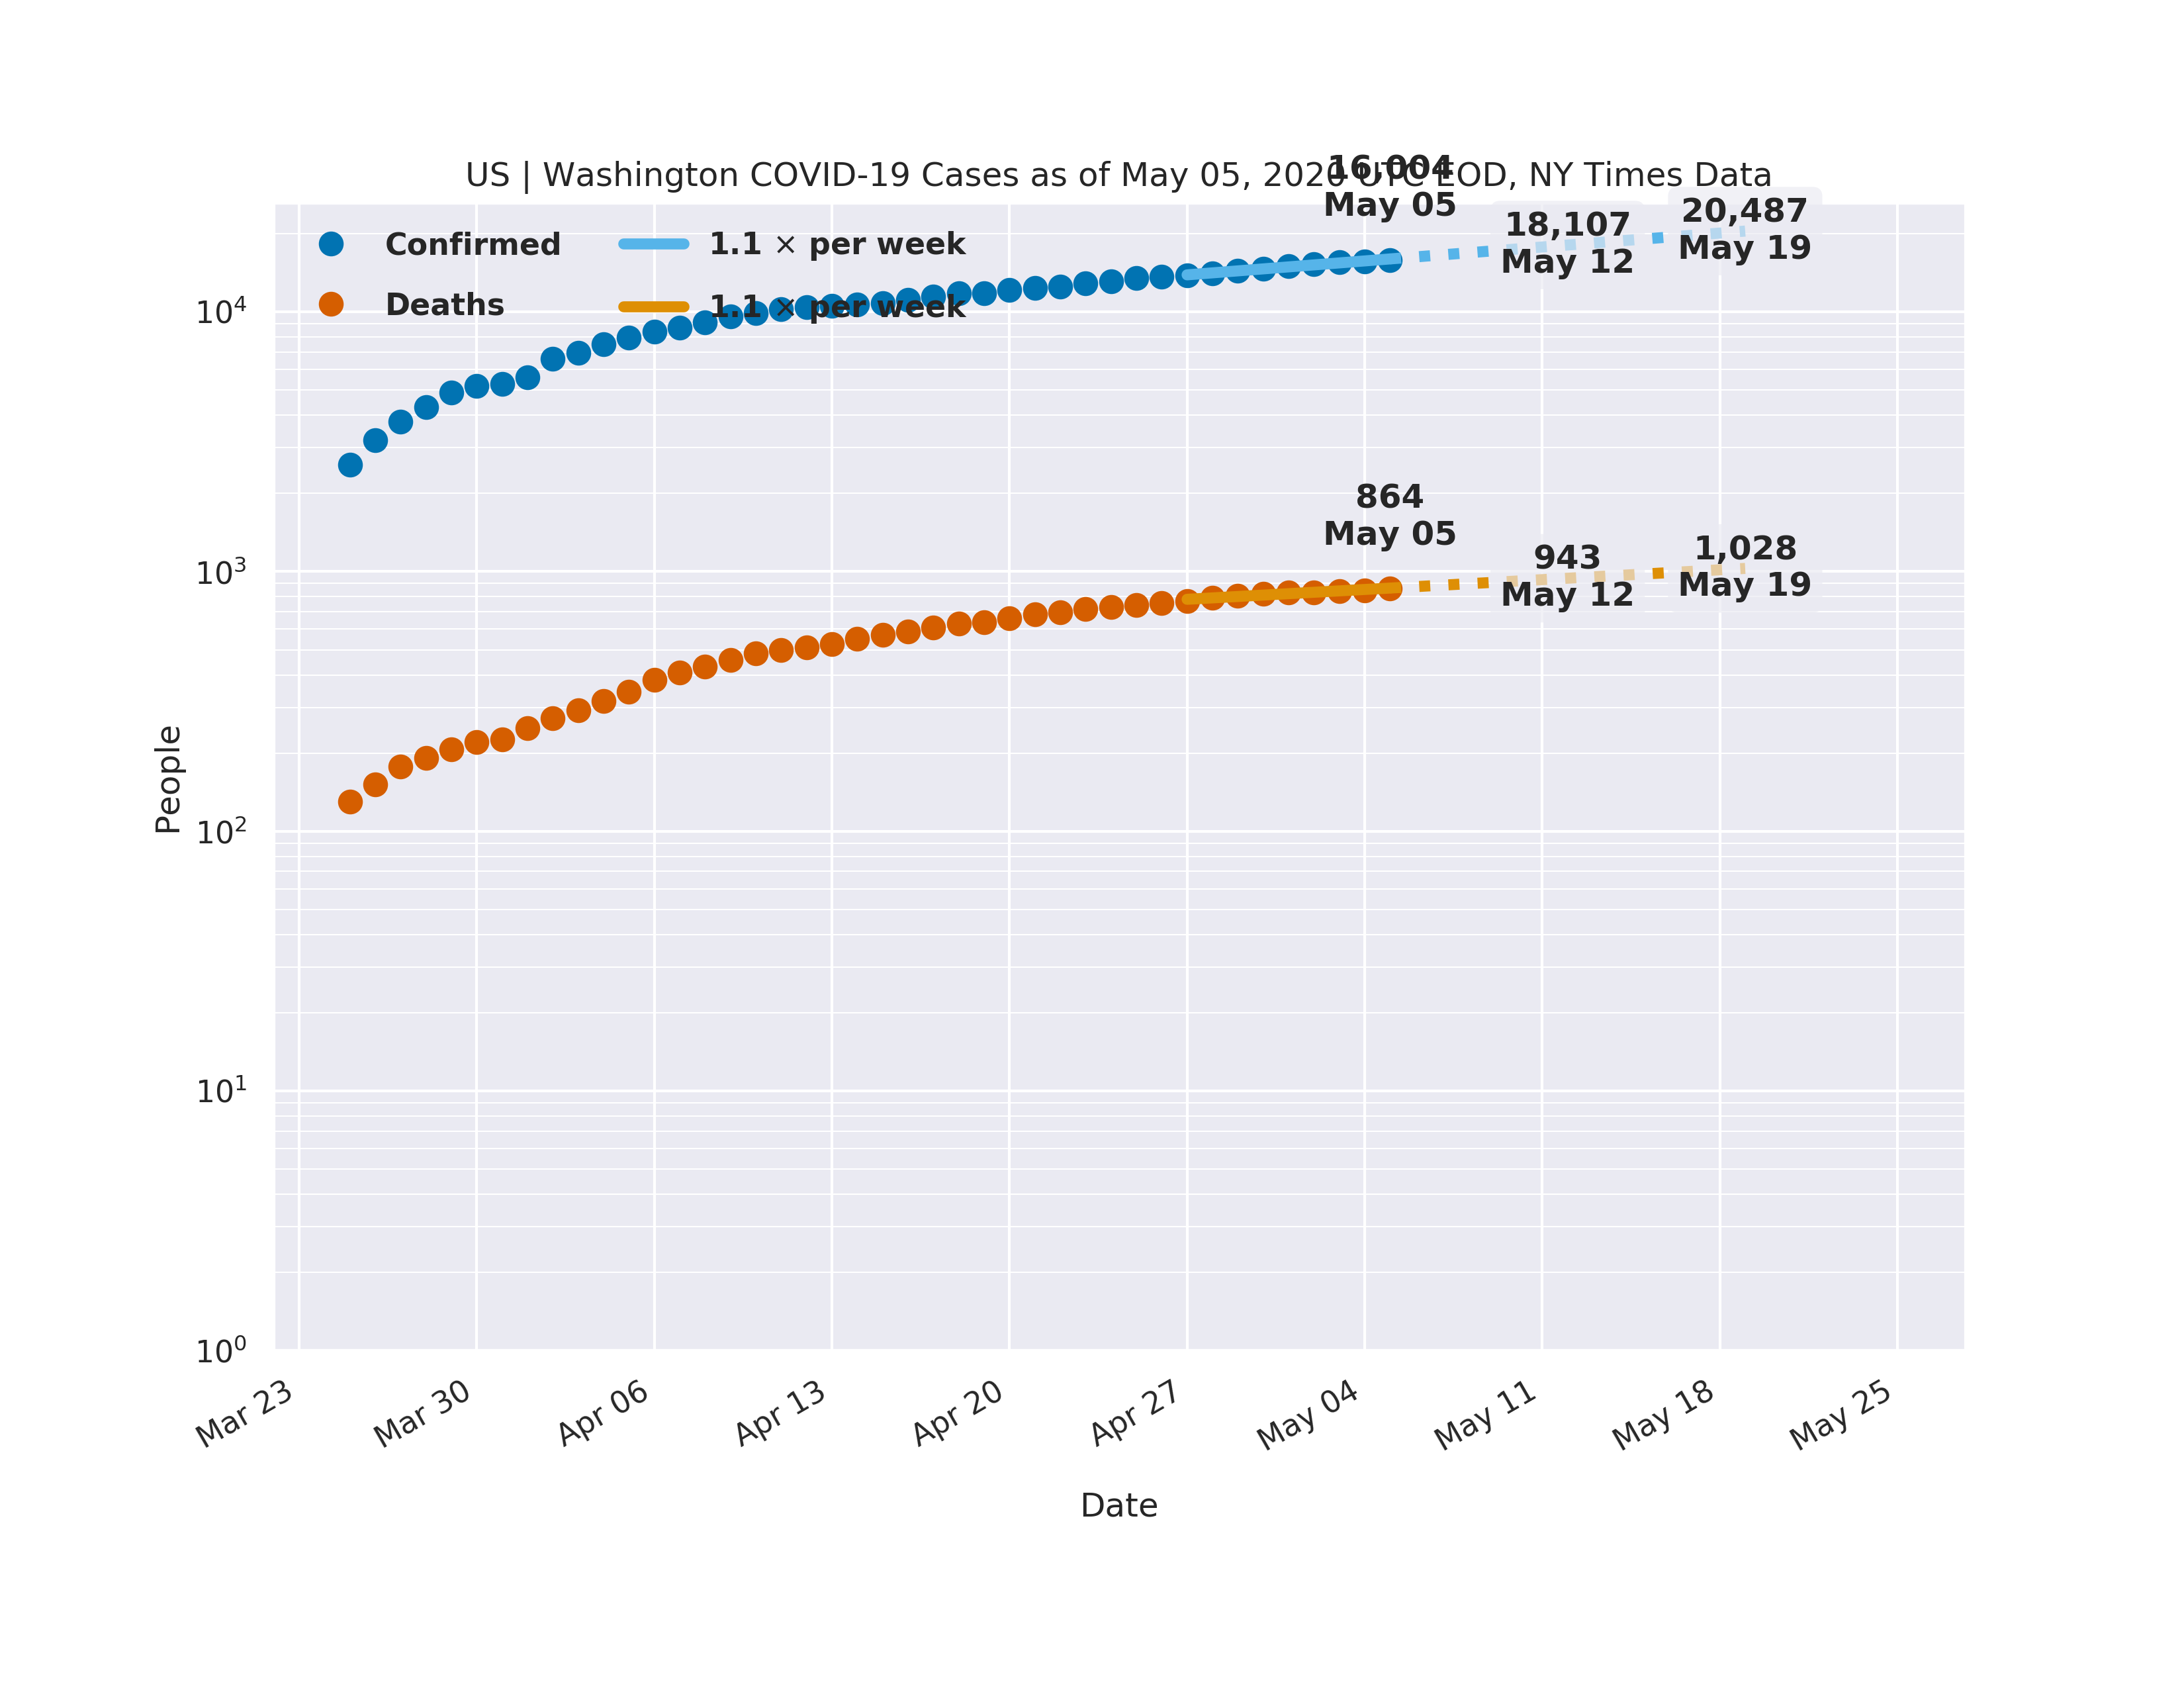 US | Washington COVID-19 Cases as of May 05, 2020 UTC EOD, NY Times Data
16,004
May 05
18,107
May 12
20,487
May 19
Confirmed
1.1 × per week
Deaths
1.1 × per week
864
May 05
943
May 12
1,028
May 19
People
10⁴
10³
10²
10¹
10⁰
Mar 23
Mar 30
Apr 06
Apr 13
Apr 20
Apr 27
May 04
May 11
May 18
May 25
Date